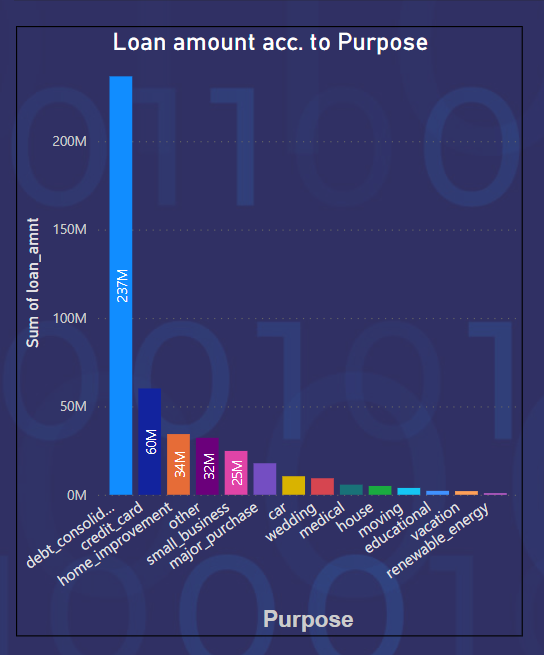 Loan amount acc. to Purpose
Sum of loan_amnt
200M
150M
100M
50M
0M
237M
60M
34M
32M
25M
debt_consolid...
credit_card
home_improvement
other
small_business
major_purchase
car
wedding
medical
house
moving
educational
vacation
renewable_energy
Purpose